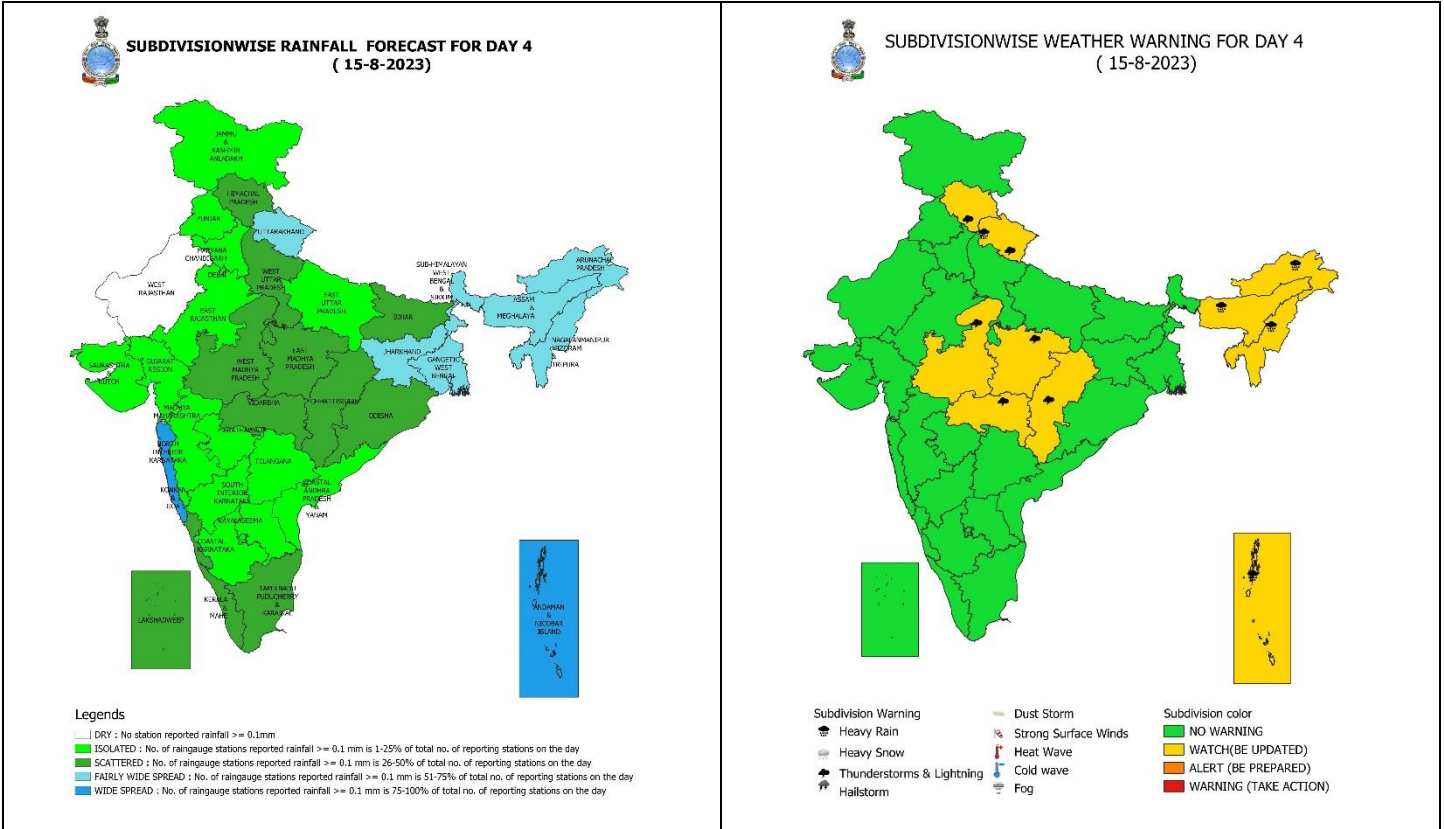 SUBDIVISIONWISE RAINFALL FORECAST FOR DAY 4
( 15-8-2023)
JAMMU
&
KASHMIR
ANLADAKH
HIMACHAL
PRADESH
PUNJAB
UTTARAKHAND
HARYANA
CHANDIGARH
DELHI
WEST
UTTAR
PRADESH
WEST
RAJASTHAN
EAST
UTTAR
PRADESH
SUB-HIMALAYAN
WEST
BENGAL
&
SIKKIM
ARUNACHAL
PRADESH
ASSAM
&
MEGHALAYA
EAST
RAJASTHAN
BIHAR
NAGALANMANIPUR
MIZORAM
&
TRIPURA
SAURASHTRA
&
KUTCH
GUJARAT
REGION
WEST
MADHYA
PRADESH
EAST
MADHYA
PRADESH
JHARKHAND
GANGETIC
WEST
BENGAL
VIDARBHA
CHHATTISGARH
ODISHA
MADHYA
MAHARASHTRA
MARATHAWADA
NORTH
INTERIOR
KARNATAKA
TELANGANA
KONKAN
&
GOA
SOUTH
INTERIOR
KARNATAKA
COASTAL
ANDHRA
PRADESH
&
YANAM
RAYALASEEMA
COASTAL
KARNATAKA
KERALA
&
MAHE
TAMILNADU
PUDUCHERRY
&
KARAIKAL
LAKSHADWEEP
ANDAMAN
&
NICOBAR
ISLAND
Legends
DRY : No station reported rainfall >= 0.1mm
ISOLATED : No. of raingauge stations reported rainfall >= 0.1 mm is 1-25% of total no. of reporting stations on the day
SCATTERED : No. of raingauge stations reported rainfall >= 0.1 mm is 26-50% of total no. of reporting stations on the day
FAIRLY WIDE SPREAD : No. of raingauge stations reported rainfall >= 0.1 mm is 51-75% of total no. of reporting stations on the day
WIDE SPREAD : No. of raingauge stations reported rainfall >= 0.1 mm is 75-100% of total no. of reporting stations on the day
SUBDIVISIONWISE WEATHER WARNING FOR DAY 4
( 15-8-2023)
Subdivision Warning
Heavy Rain
Heavy Snow
Thunderstorms & Lightning
Hailstorm
Dust Storm
Strong Surface Winds
Heat Wave
Cold wave
Fog
Subdivision color
NO WARNING
WATCH(BE UPDATED)
ALERT (BE PREPARED)
WARNING (TAKE ACTION)